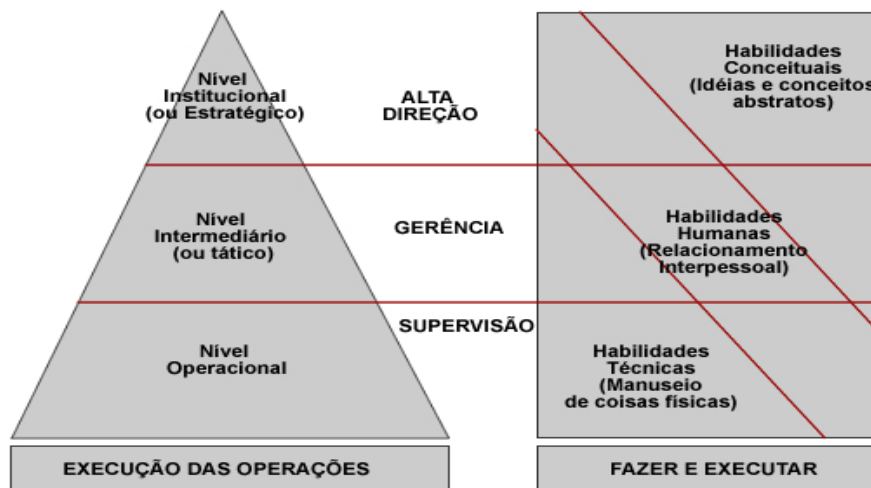 Nível
Institucional
(ou Estratégico)
ALTA
DIREÇÃO
Habilidades
Conceituais
(Idéias e conceitos
abstratos)
Nível
Intermediário
(ou tático)
GERÊNCIA
Habilidades
Humanas
(Relacionamento
Interpessoal)
Nível
Operacional
SUPERVISÃO
Habilidades
Técnicas
(Manuseio
de coisas físicas)
EXECUÇÃO DAS OPERAÇÕES
FAZER E EXECUTAR